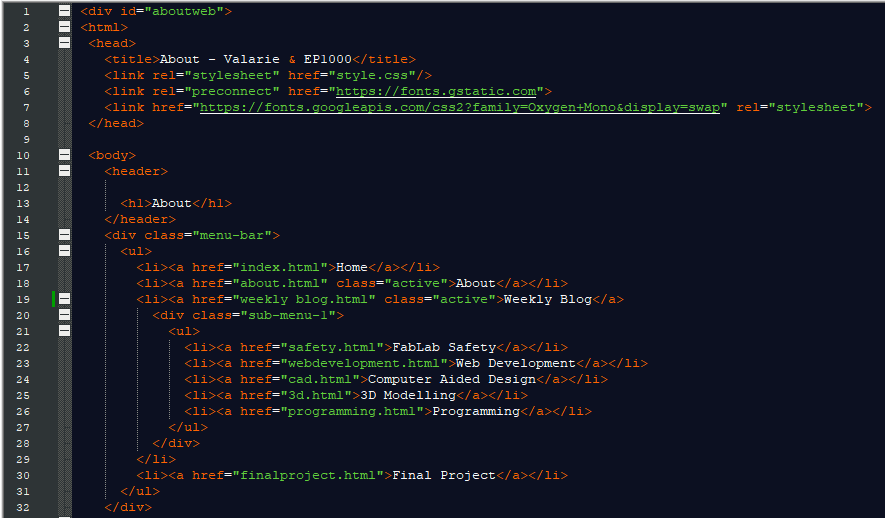 1 <div id="aboutweb">
2 <html>
3 <head>
4 <title>About - Valarie & EP1000</title>
5 <link rel="stylesheet" href="style.css"/>
6 <link rel="preconnect" href="https://fonts.gstatic.com">
7 <link href="https://fonts.googleapis.com/css2?family=Oxygen+Mono&display=swap" rel="stylesheet">
8 </head>
9
10 <body>
11 <header>
12
13 <h1>About</h1>
14 </header>
15 <div class="menu-bar">
16 <ul>
17 <li><a href="index.html">Home</a></li>
18 <li><a href="about.html" class="active">About</a></li>
19 <li><a href="weekly blog.html" class="active">Weekly Blog</a>
20 <div class="sub-menu-1">
21 <ul>
22 <li><a href="safety.html">FabLab Safety</a></li>
23 <li><a href="webdevelopment.html">Web Development</a></li>
24 <li><a href="cad.html">Computer Aided Design</a></li>
25 <li><a href="3d.html">3D Modelling</a></li>
26 <li><a href="programming.html">Programming</a></li>
27 </ul>
28 </div>
29 </li>
30 <li><a href="finalproject.html">Final Project</a></li>
31 </ul>
32 </div>